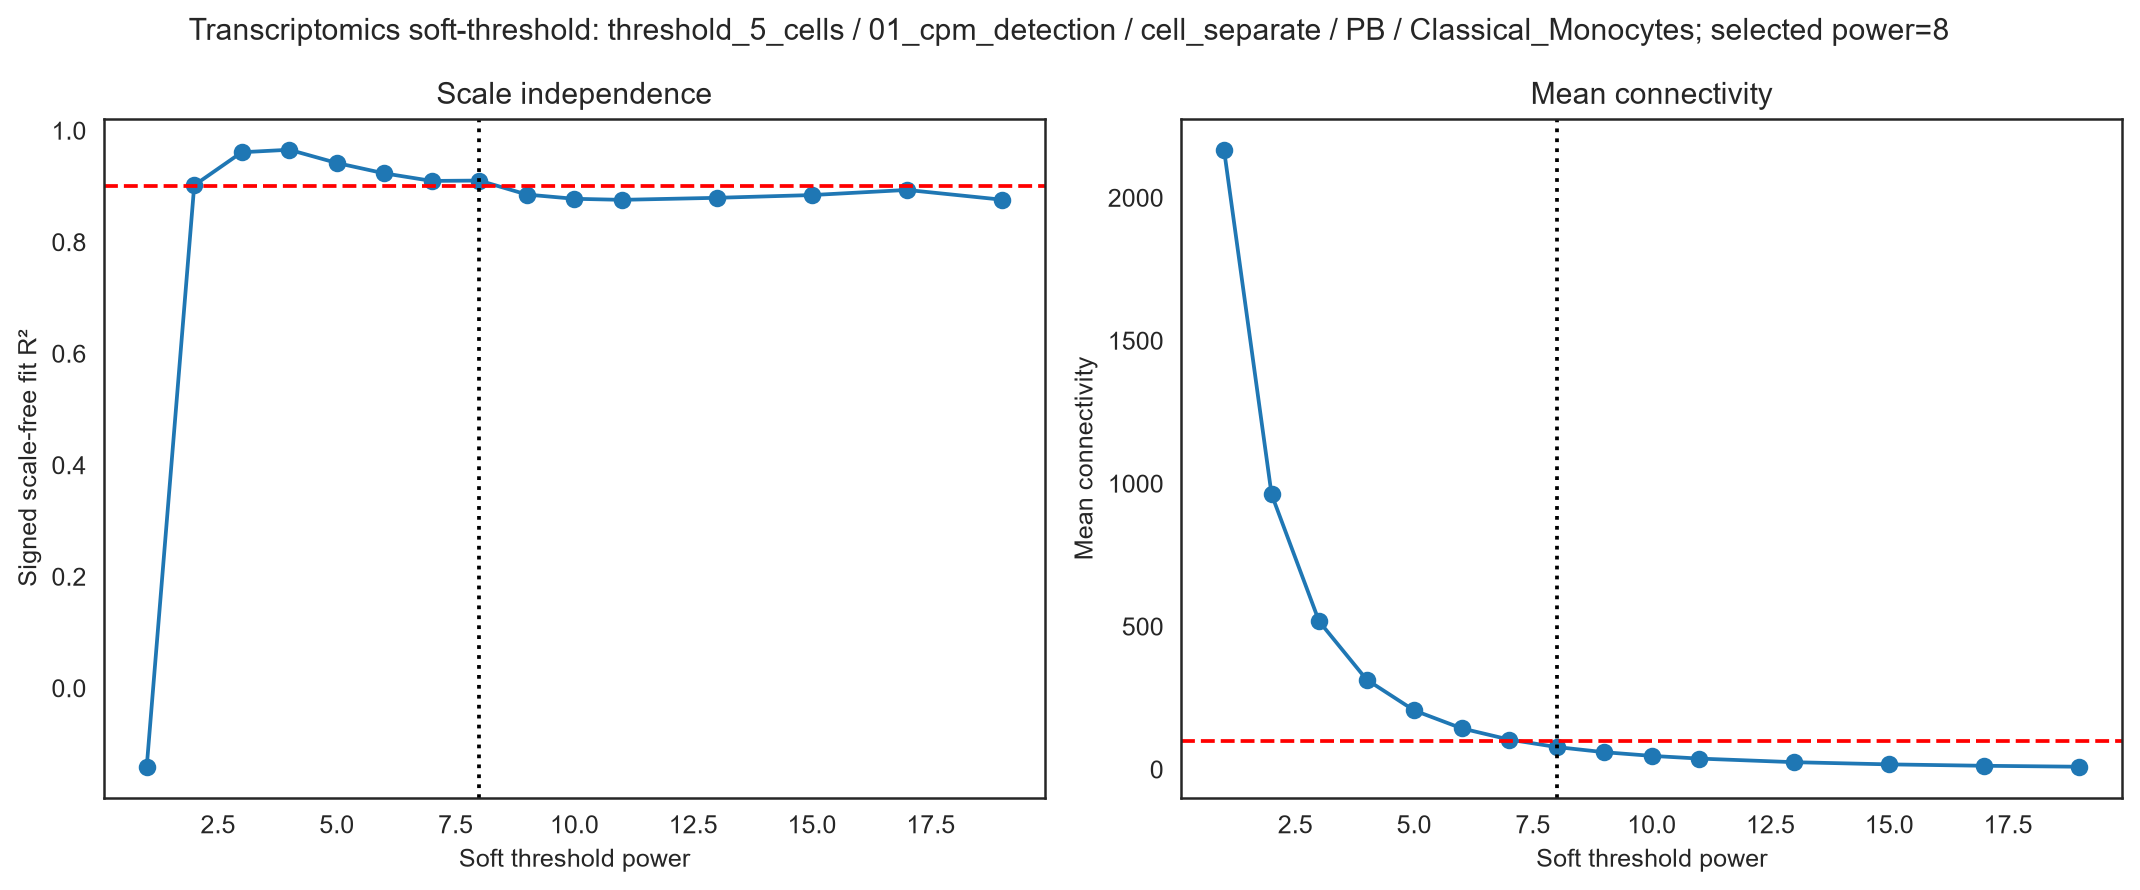 Transcriptomics soft-threshold: threshold_5_cells / 01_cpm_detection / cell_separate / PB / Classical_Monocytes; selected power=8
Scale independence
Signed scale-free fit R²
1.0
0.8
0.6
0.4
0.2
0.0
2.5 5.0 7.5 10.0 12.5 15.0 17.5
Soft threshold power
Mean connectivity
Mean connectivity
2000
1500
1000
500
0
2.5 5.0 7.5 10.0 12.5 15.0 17.5
Soft threshold power